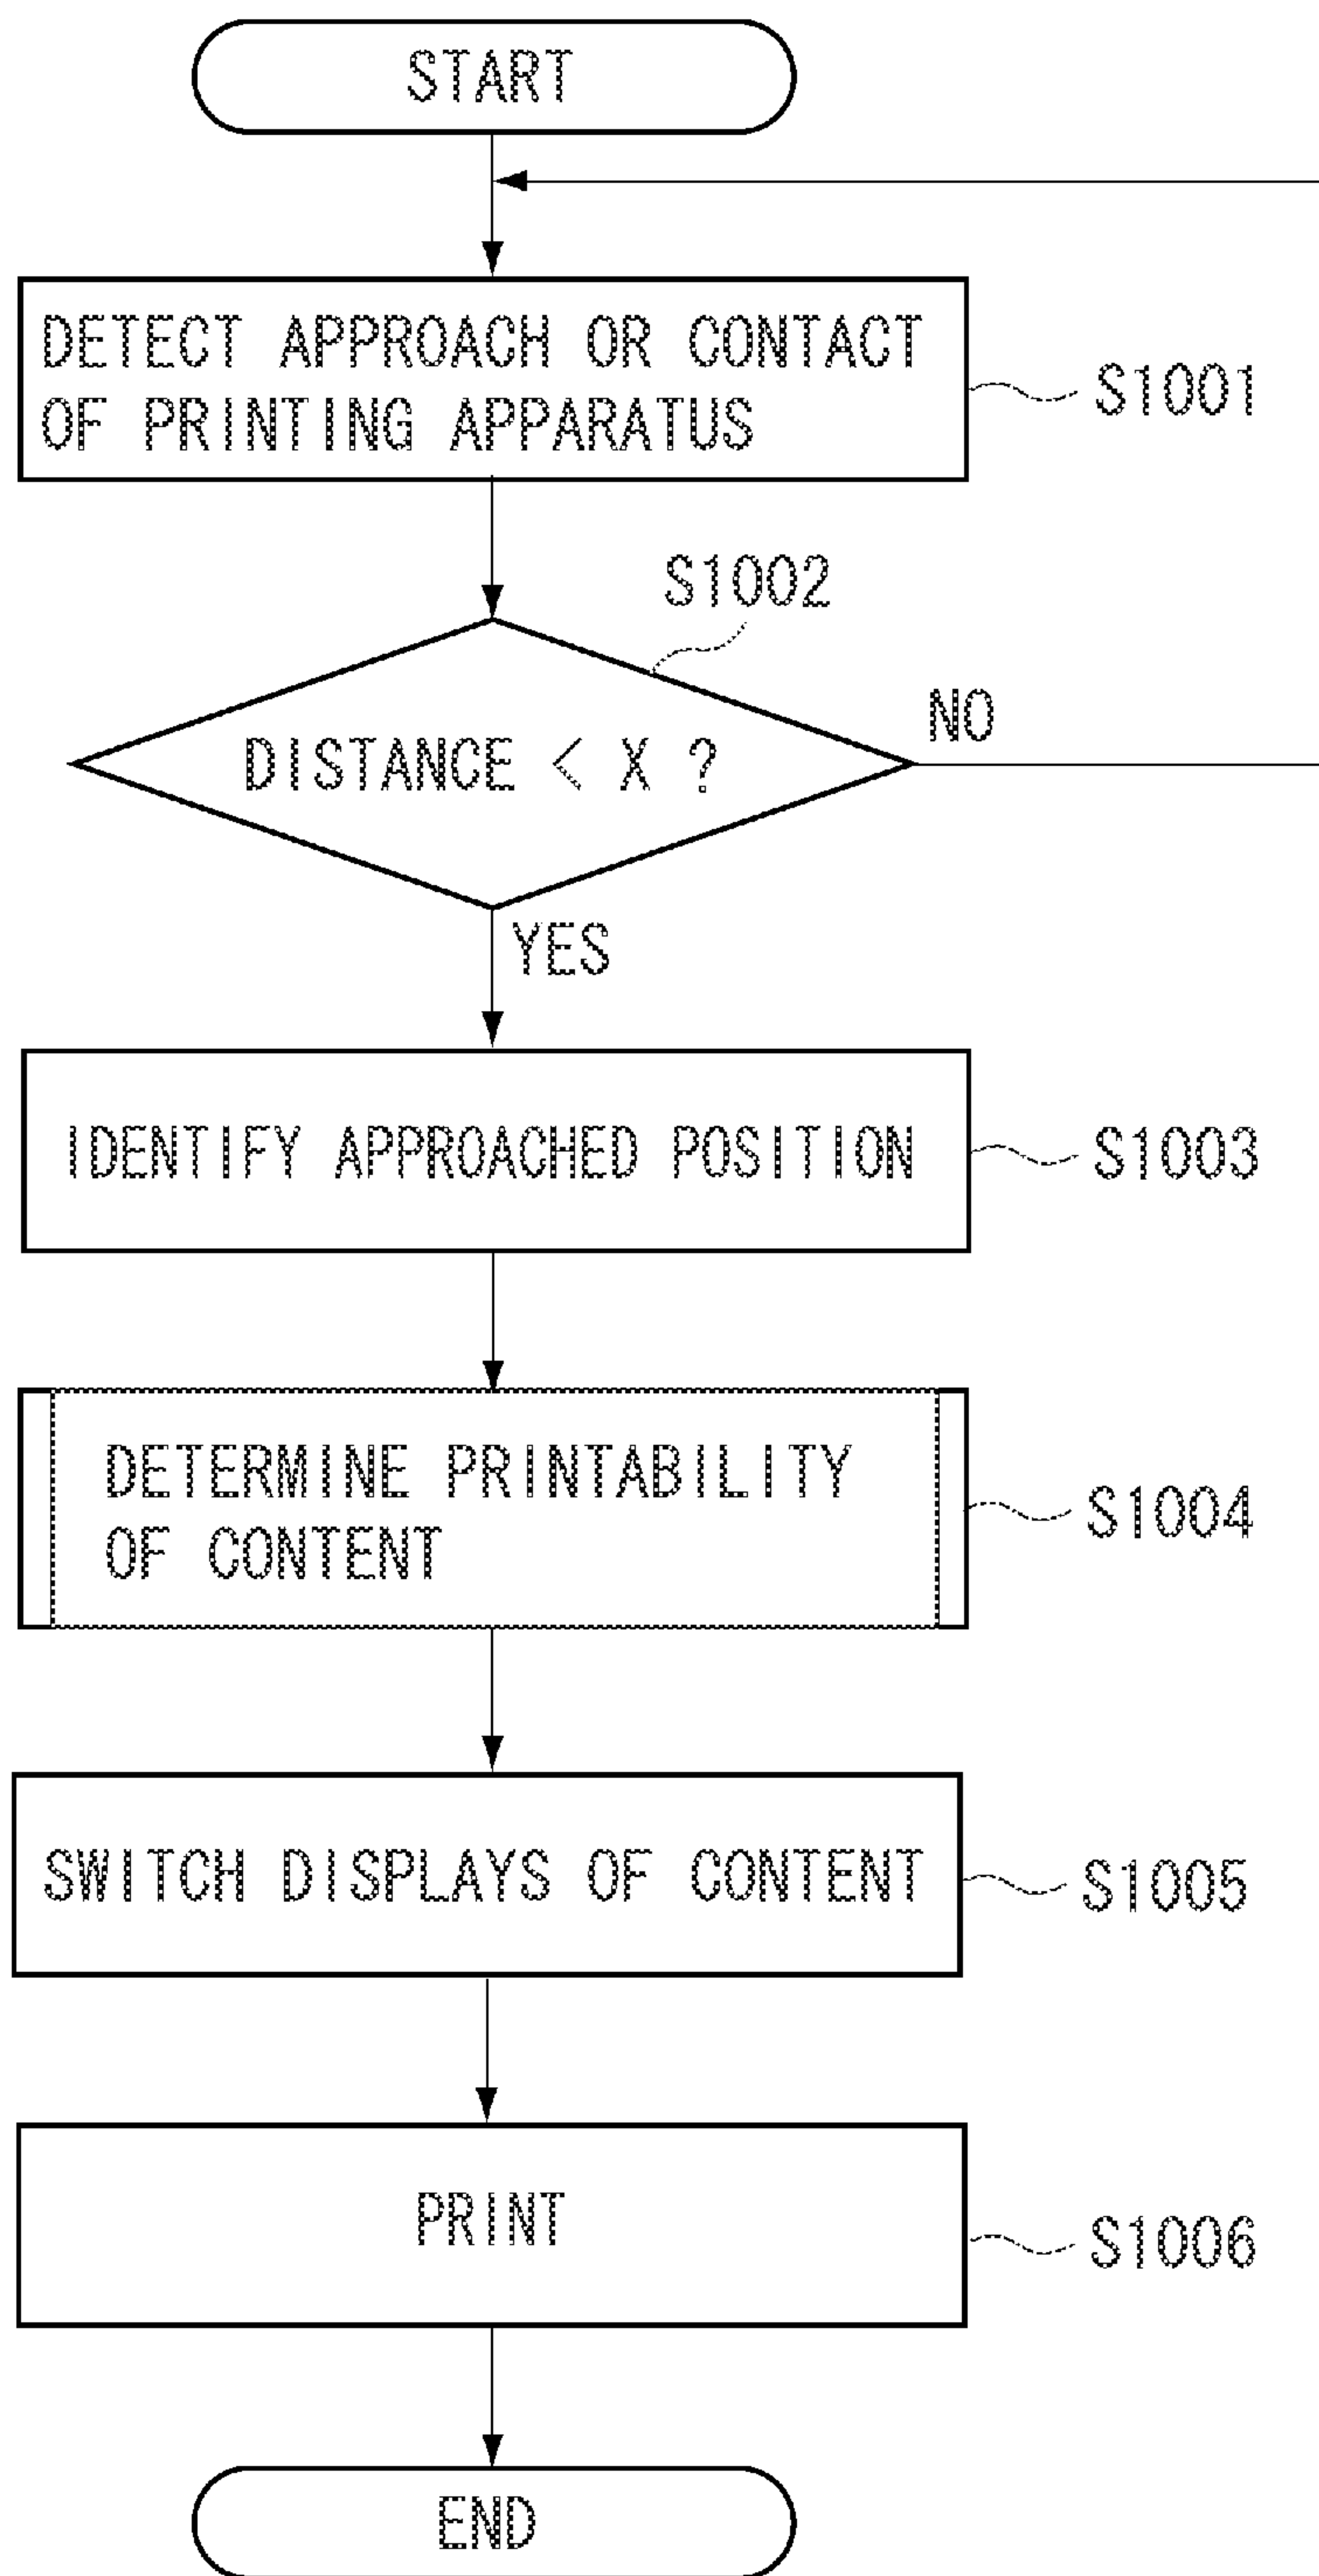 START
DETECT APPROACH OR CONTACT
OF PRINTING APPARATUS
S1001
S1002
DISTANCE < X ?
NO
YES
IDENTIFY APPROACHED POSITION
S1003
DETERMINE PRINTABILITY
OF CONTENT
S1004
SWITCH DISPLAYS OF CONTENT
S1005
PRINT
S1006
END